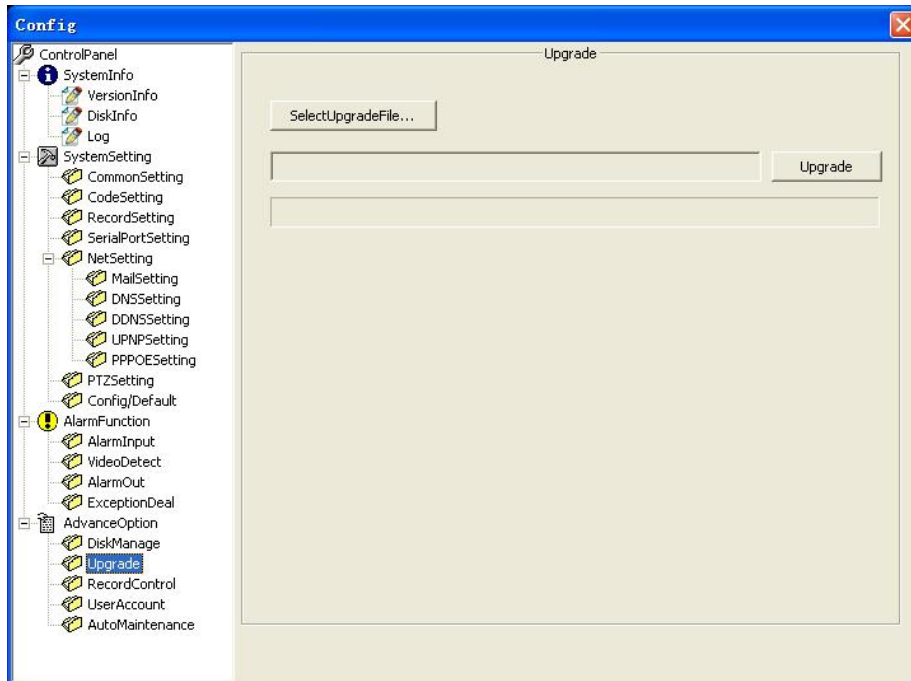 Config
ControlPanel
SystemInfo
VersionInfo
DiskInfo
Log
SystemSetting
CommonSetting
CodeSetting
RecordSetting
SerialPortSetting
NetSetting
MailSetting
DNSSetting
DDNSSetting
UPNPSetting
PPPOESetting
PTZSetting
Config/Default
AlarmFunction
AlarmInput
VideoDetect
AlarmOut
ExceptionDeal
AdvanceOption
DiskManage
Upgrade
RecordControl
UserAccount
AutoMaintenance
Upgrade
SelectUpgradeFile...
Upgrade